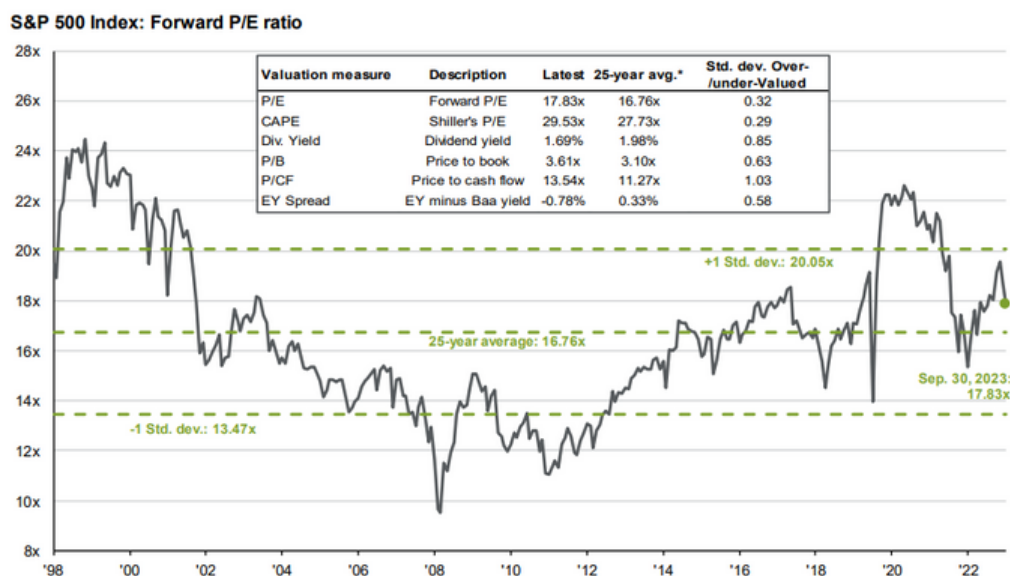 S&P 500 Index: Forward P/E ratio
28x
26x
24x
22x
20x
18x
16x
14x
12x
10x
8x
Valuation measure Description Latest 25-year avg.* Std. dev. Over-/under-Valued
P/E Forward P/E 17.83x 16.76x 0.32
CAPE Shiller's P/E 29.53x 27.73x 0.29
Div. Yield Dividend yield 1.69% 1.98% 0.85
P/B Price to book 3.61x 3.10x 0.63
P/CF Price to cash flow 13.54x 11.27x 1.03
EY Spread EY minus Baa yield -0.78% 0.33% 0.58
+1 Std. dev.: 20.05x
25-year average: 16.76x
Sep. 30, 2023:
17.83x
-1 Std. dev.: 13.47x
'98 '00 '02 '04 '06 '08 '10 '12 '14 '16 '18 '20 '22